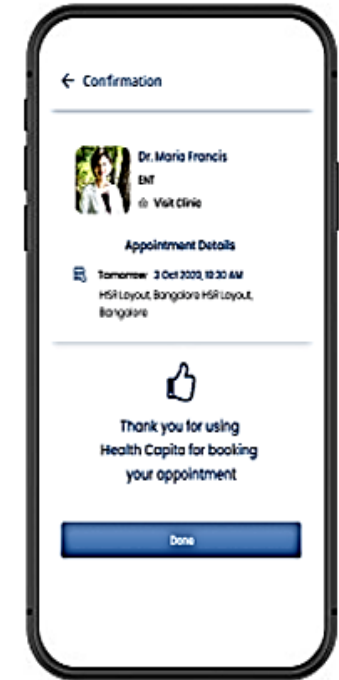 Confirmation
Dr. Maria Francis
ENT
Visit Clinic
Appointment Details
Tomorrow 3 Oct 2020, 10:30 AM
HSR Layout, Bangalore HSR Layout,
Bangalore
Thank you for using
Health Capita for booking
your appointment
Done